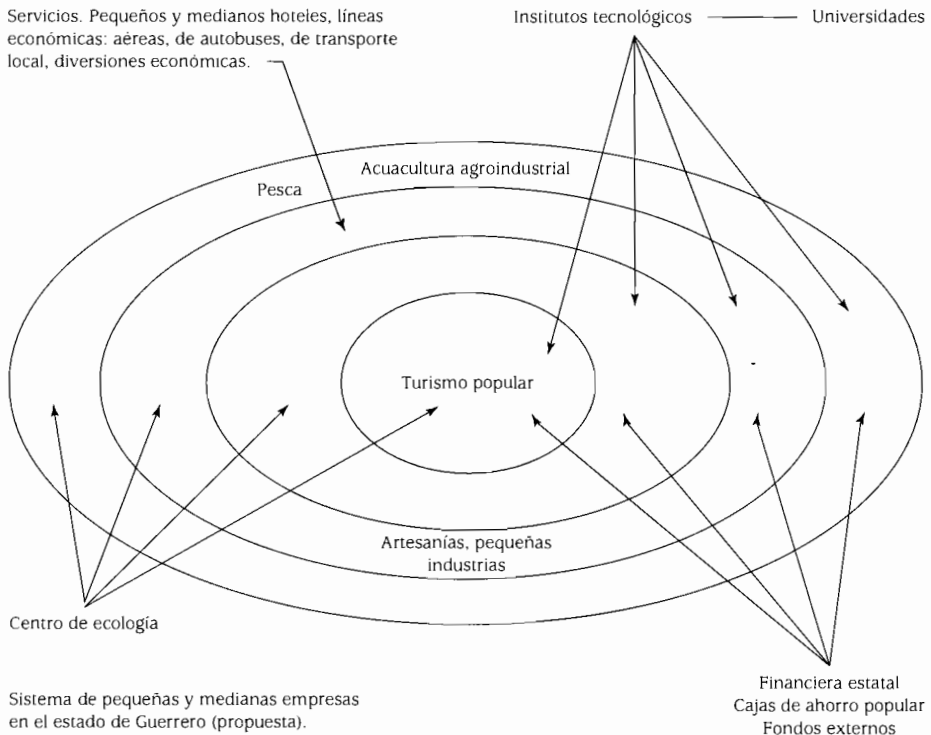 Servicios. Pequeños y medianos hoteles, líneas
económicas: aéreas, de autobuses, de transporte
local, diversiones económicas.
Institutos tecnológicos
Universidades
Acuacultura agroindustrial
Pesca
Turismo popular
Artesanías, pequeñas
industrias
Centro de ecología
Sistema de pequeñas y medianas empresas
en el estado de Guerrero (propuesta).
Financiera estatal
Cajas de ahorro popular
Fondos externos